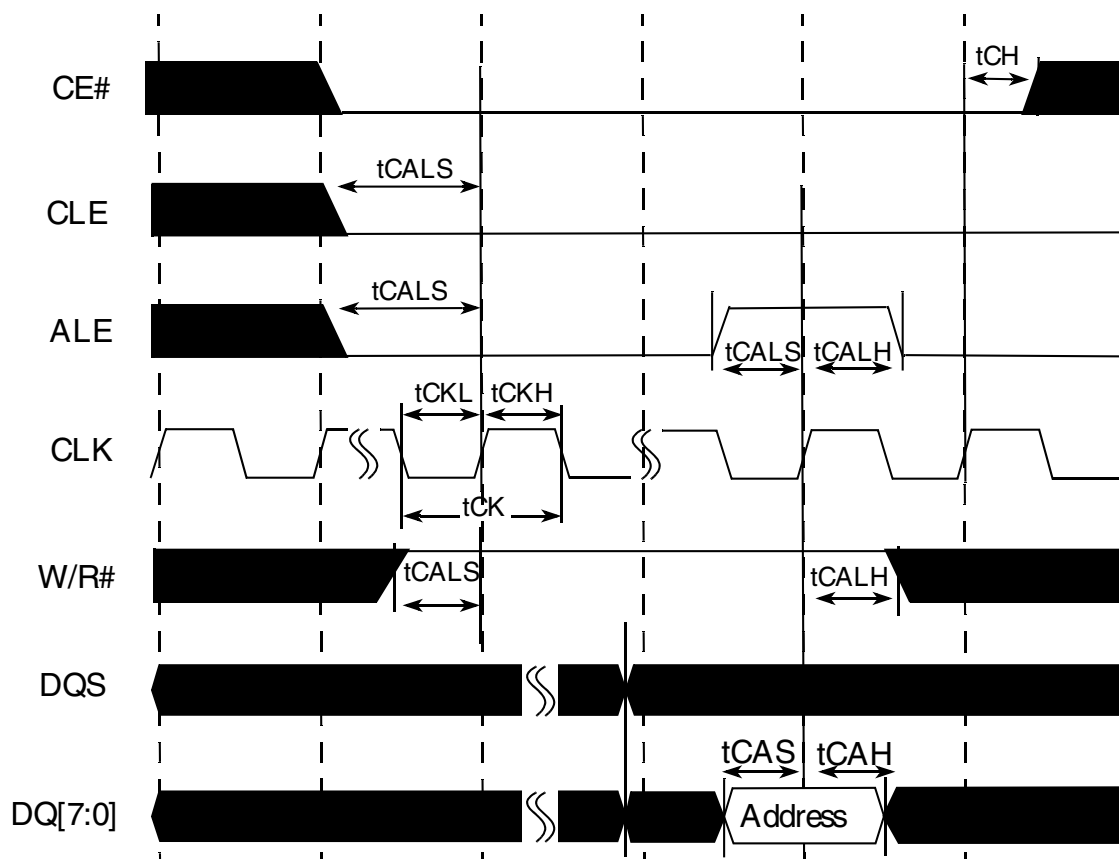 tCH
CE#
tCALS
CLE
tCALS
ALE
tCALS tCALH
tCKL tCKH
CLK
tCK
W/R#
tCALS
tCALH
DQS
tCAS tCAH
DQ[7:0]
Address